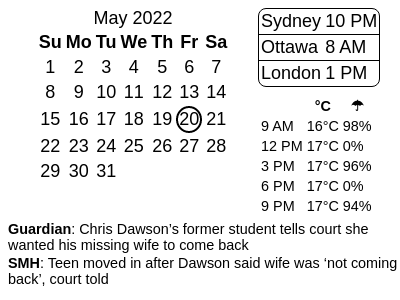 May 2022
Su Mo Tu We Th Fr Sa
1 2 3 4 5 6 7
8 9 10 11 12 13 14
15 16 17 18 19 20 21
22 23 24 25 26 27 28
29 30 31
Sydney 10 PM
Ottawa 8 AM
London 1 PM
°C ☂
9 AM 16°C 98%
12 PM 17°C 0%
3 PM 17°C 96%
6 PM 17°C 0%
9 PM 17°C 94%
Guardian: Chris Dawson’s former student tells court she
wanted his missing wife to come back
SMH: Teen moved in after Dawson said wife was ‘not coming
back’, court told